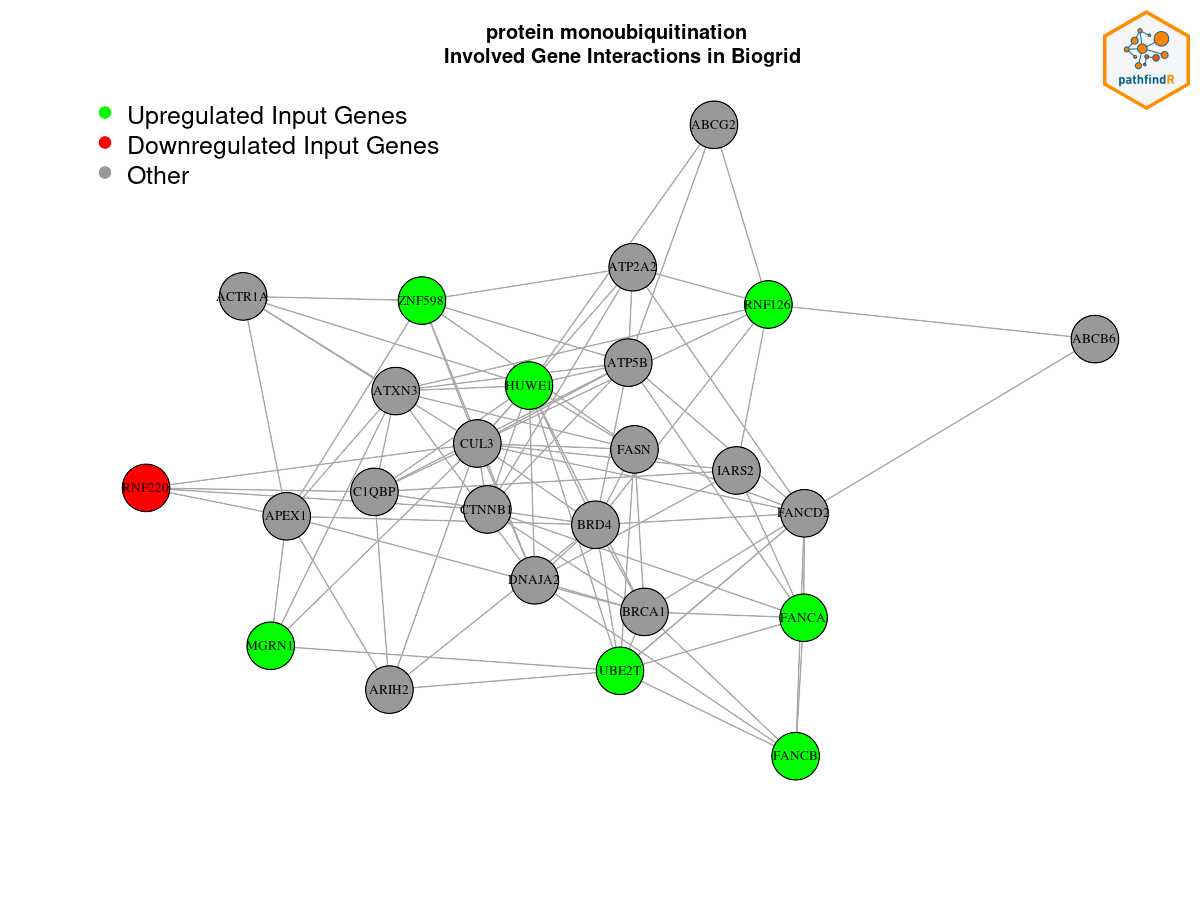 protein monoubiquitination
Involved Gene Interactions in Biogrid
pathfindR
Upregulated Input Genes
Downregulated Input Genes
Other
ABCG2
ATP2A2
ACTR1A
ZNF598
RNF126
ABCB6
ATP5B
HUWE1
ATXN3
CUL3
FASN
IARS2
RNF220
C1QBP
CTNNB1
APEX1
BRD4
FANCD2
DNAJA2
BRCA1
FANCA
MGRN1
UBE2T
ARIH2
FANCB